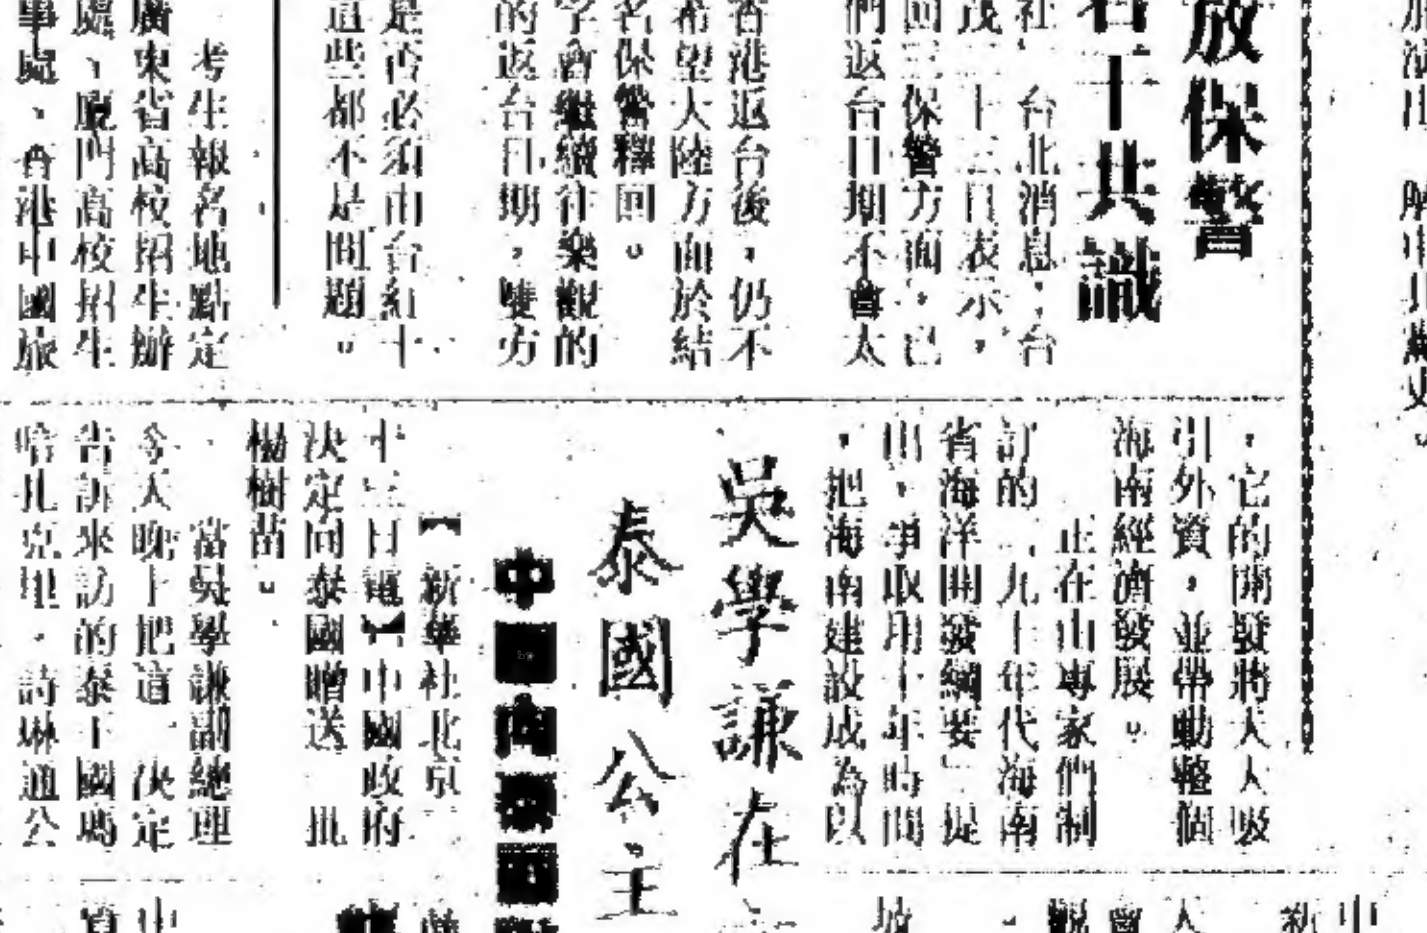 放保警
若干共識
社 台北消息:台
茂 十三日表示,
回三保警方面,已
們返台日期不會太
香港返台後,仍不
希望大陸方面於結
名保警釋回。
字會繼續往樂觀的
的返台日期,雙方
是否必須由台紅十
這些都不是問題。
考生報名地點定
廣東省高校招生辦
處、廈門高校招生
事處、香港中國旅
,它的開發將大大吸
引外資,並帶動整個
海南經濟發展。
正在由專家們制
訂的「九十年代海南
省海洋開發綱要」提
出,爭取用十年時間
,把海南建設成為以
吳學謙在
泰國公主
中國向泰國
【新華社北京二
十三日電】中國政府
決定向泰國贈送一批
楊樹苗。
當吳學謙副總理
今天晚上把這一決定
告訴來訪的泰王國瑪
哈扎克里·詩琳通公